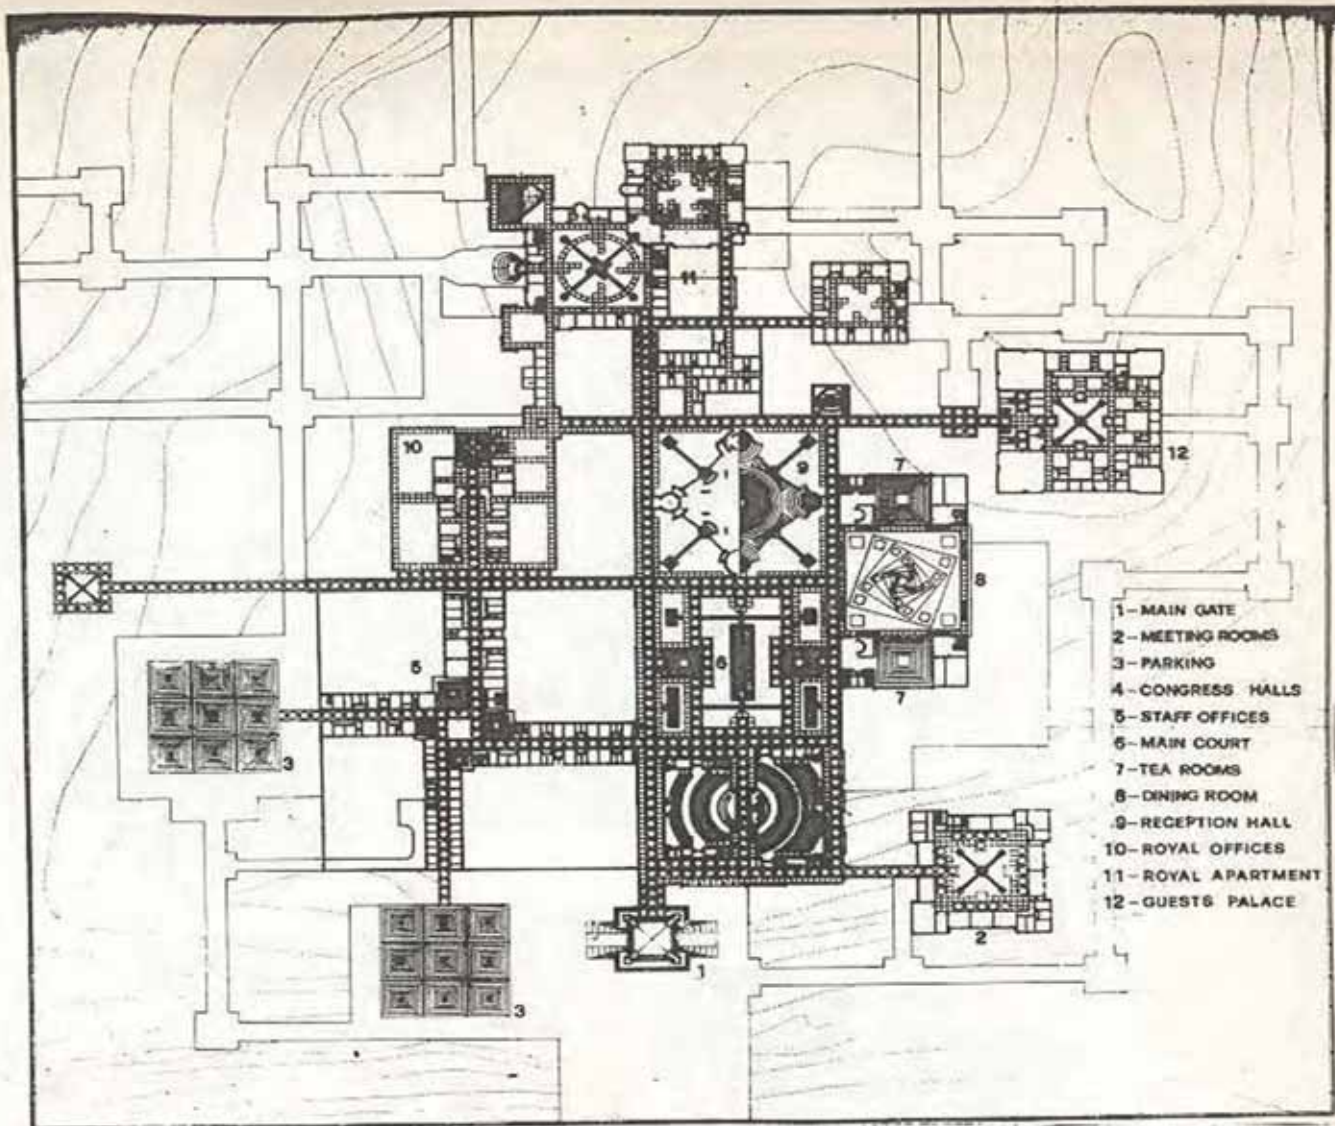 11
10
9
7
12
8
1-MAIN GATE
2-MEETING ROOMS
3-PARKING
4-CONGRESS HALLS
5-STAFF OFFICES
6-MAIN COURT
7-TEA ROOMS
8-DINING ROOM
9-RECEPTION HALL
10-ROYAL OFFICES
11-ROYAL APARTMENT
12-GUESTS PALACE
5
6
7
3
2
1
3